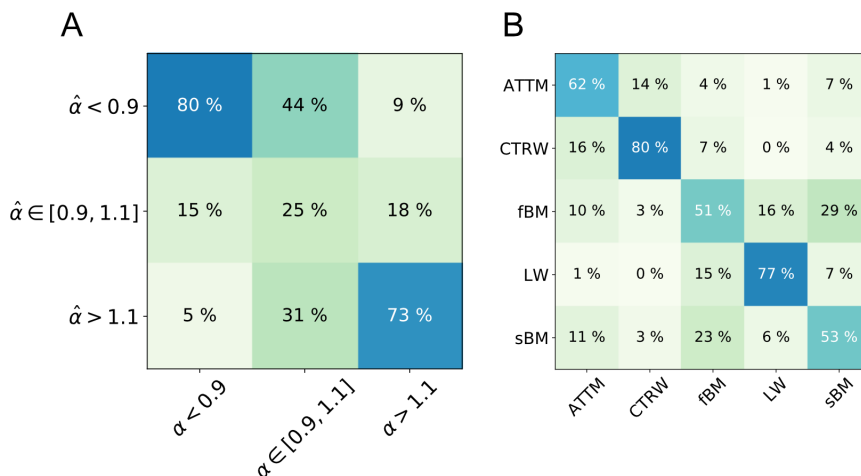 A
α̂ < 0.9
80 %
44 %
9 %
α̂ ∈ [0.9, 1.1]
15 %
25 %
18 %
α̂ > 1.1
5 %
31 %
73 %
α < 0.9
α ∈ [0.9, 1.1]
α > 1.1
B
ATTM
62 %
14 %
4 %
1 %
7 %
CTRW
16 %
80 %
7 %
0 %
4 %
fBM
10 %
3 %
51 %
16 %
29 %
LW
1 %
0 %
15 %
77 %
7 %
sBM
11 %
3 %
23 %
6 %
53 %
ATTM
CTRW
fBM
LW
sBM